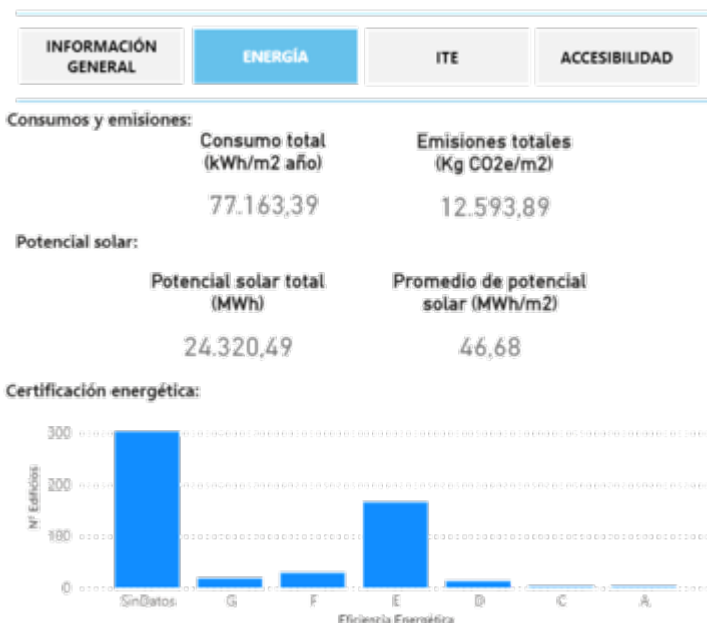 INFORMACIÓN
GENERAL
ENERGÍA
ITE
ACCESIBILIDAD
Consumos y emisiones:
Consumo total
(kWh/m2 año)
Emisiones totales
(Kg CO2e/m2)
77.163,39
12.593,89
Potencial solar:
Potencial solar total
(MWh)
Promedio de potencial
solar (MWh/m2)
24.320,49
46,68
Certificación energética:
300
200
100
0
Nº Edificios
SinDatos
G
F
E
D
C
A
Eficiencia Energética